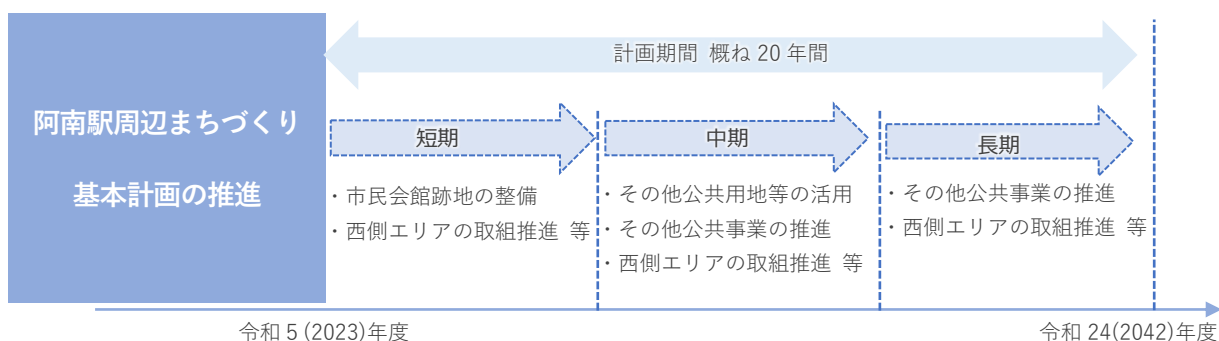 阿南駅周辺まちづくり
基本計画の推進
計画期間 概ね 20 年間
短期
・市民会館跡地の整備
・西側エリアの取組推進 等
中期
・その他公共用地等の活用
・その他公共事業の推進
・西側エリアの取組推進 等
長期
・その他公共事業の推進
・西側エリアの取組推進 等
令和 5 (2023)年度
令和 24(2042)年度